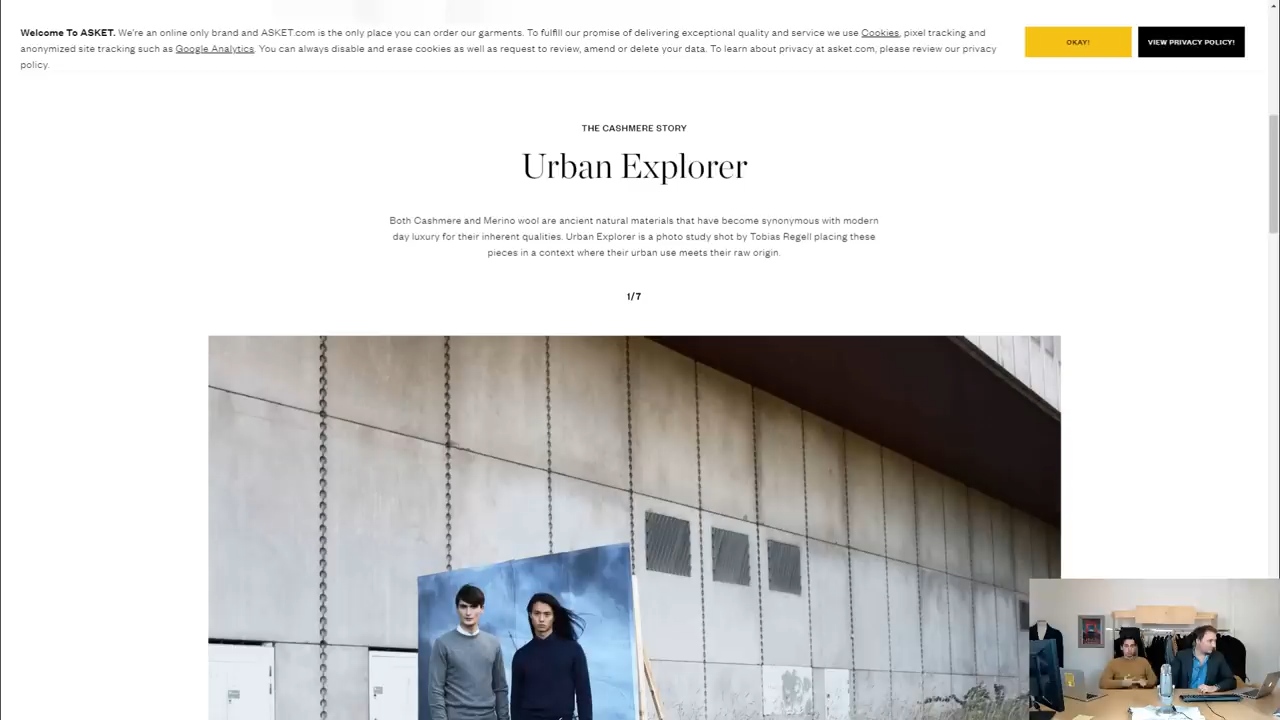 Welcome To ASKET. We're an online only brand and ASKET.com is the only place you can order our garments. To fulfill our promise of delivering exceptional quality and service we use Cookies, pixel tracking and
anonymized site tracking such as Google Analytics. You can always disable and erase cookies as well as request to review, amend or delete your data. To learn about privacy at asket.com, please review our privacy
policy.
OKAY!
VIEW PRIVACY POLICY!
THE CASHMERE STORY
Urban Explorer
Both Cashmere and Merino wool are ancient natural materials that have become synonymous with modern
day luxury for their inherent qualities. Urban Explorer is a photo study shot by Tobias Regell placing these
pieces in a context where their urban use meets their raw origin.
1/7